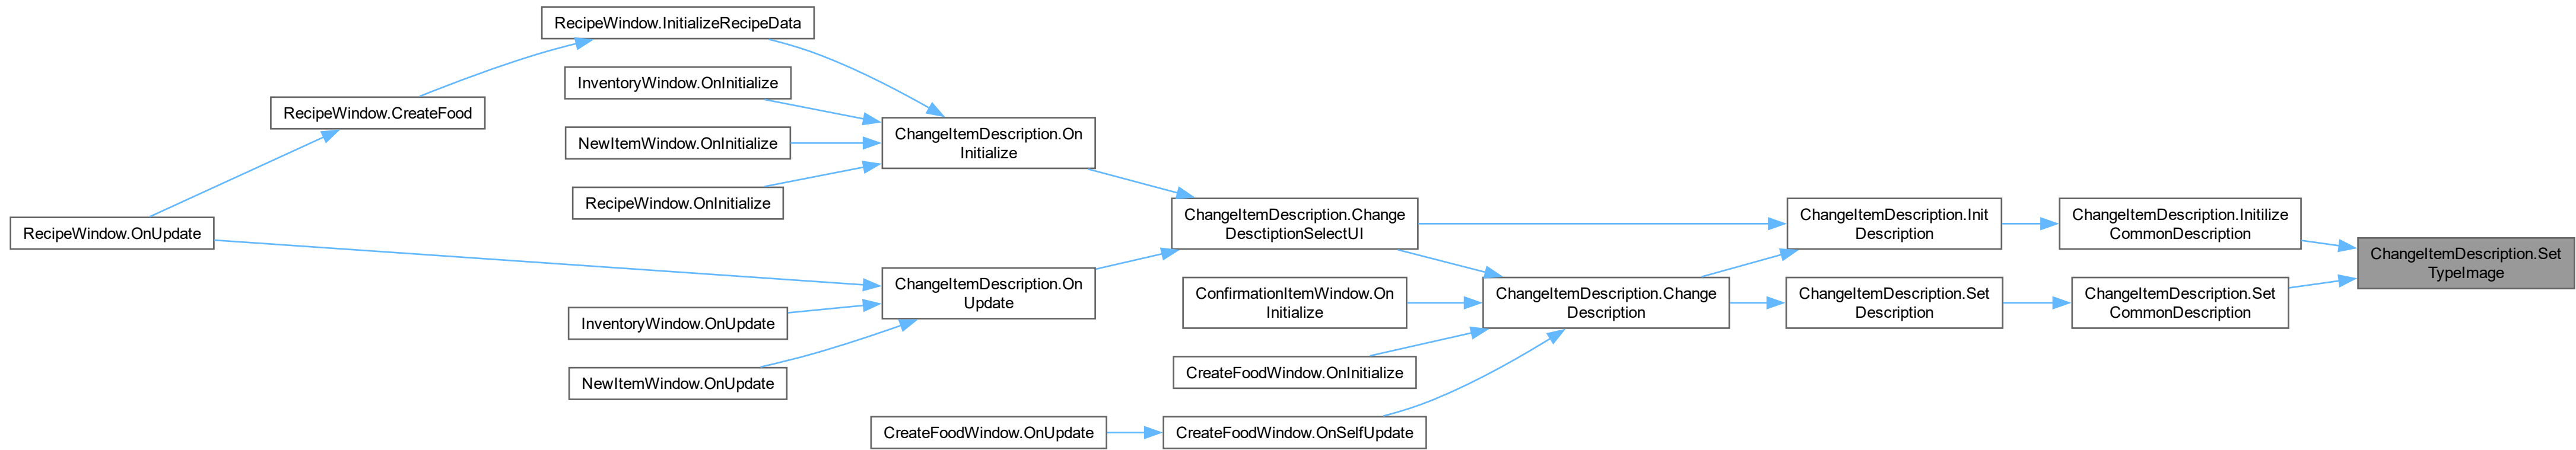 RecipeWindow.InitializeRecipeData
InventoryWindow.OnInitialize
RecipeWindow.CreateFood
ChangeItemDescription.On
Initialize
NewItemWindow.OnInitialize
RecipeWindow.OnInitialize
RecipeWindow.OnUpdate
ChangeItemDescription.Change
DesctiptionSelectUI
ChangeItemDescription.Init
Description
ChangeItemDescription.Initilize
CommonDescription
ChangeItemDescription.Set
TypeImage
ChangeItemDescription.On
Update
ConfirmationItemWindow.On
Initialize
ChangeItemDescription.Change
Description
ChangeItemDescription.Set
Description
ChangeItemDescription.Set
CommonDescription
InventoryWindow.OnUpdate
NewItemWindow.OnUpdate
CreateFoodWindow.OnInitialize
CreateFoodWindow.OnUpdate
CreateFoodWindow.OnSelfUpdate